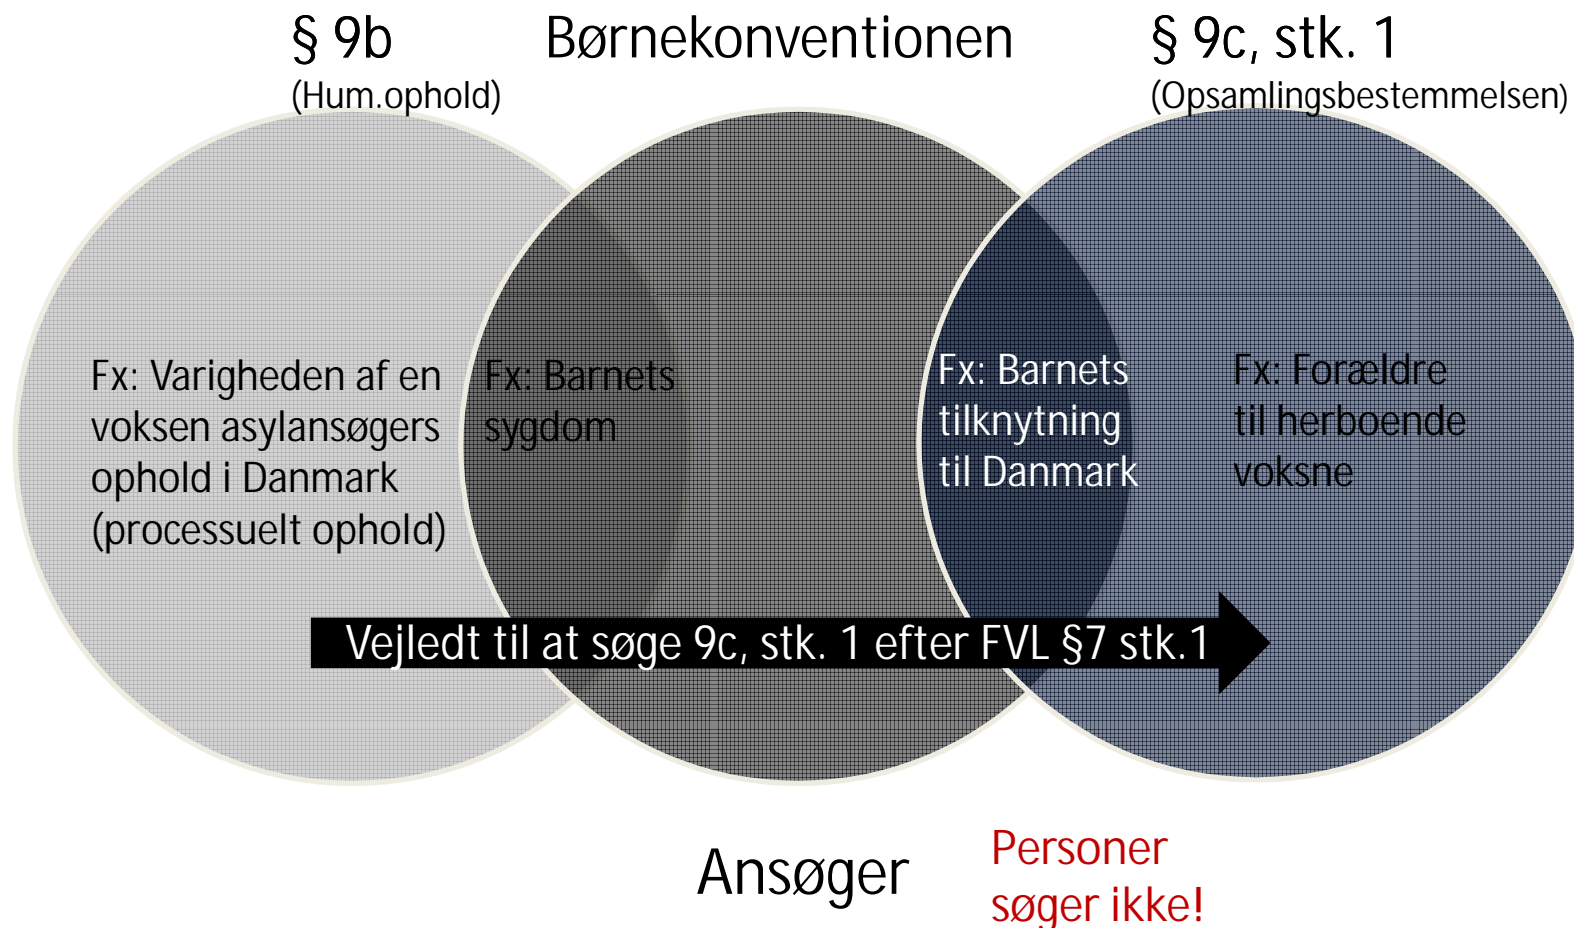 § 9b
(Hum.ophold)
Børnekonventionen
§ 9c, stk. 1
(Opsamlingsbestemmelsen)
Fx: Varigheden af en
voksen asylansøgers
ophold i Danmark
(processuelt ophold)
Fx: Barnets
sygdom
Fx: Barnets
tilknytning
til Danmark
Fx: Forældre
til herboende
voksne
Vejledt til at søge 9c, stk. 1 efter FVL §7 stk.1
Ansøger
Personer
søger ikke!